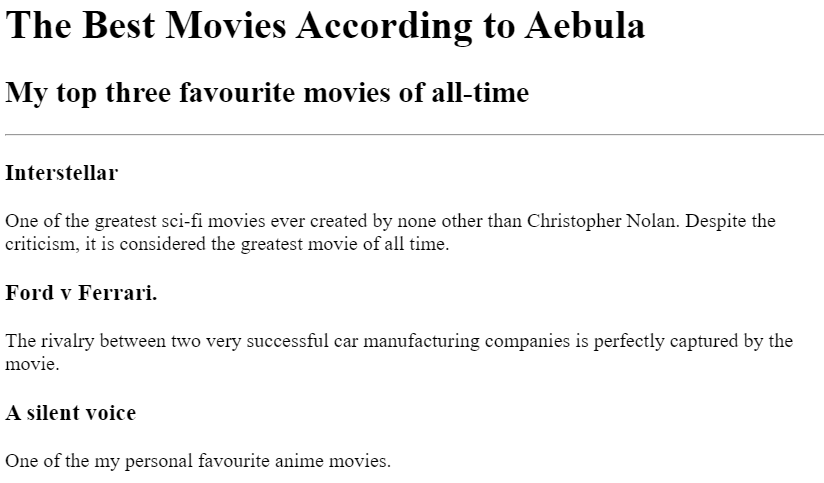 The Best Movies According to Aebula
My top three favourite movies of all-time
Interstellar
One of the greatest sci-fi movies ever created by none other than Christopher Nolan. Despite the
criticism, it is considered the greatest movie of all time.
Ford v Ferrari.
The rivalry between two very successful car manufacturing companies is perfectly captured by the
movie.
A silent voice
One of the my personal favourite anime movies.